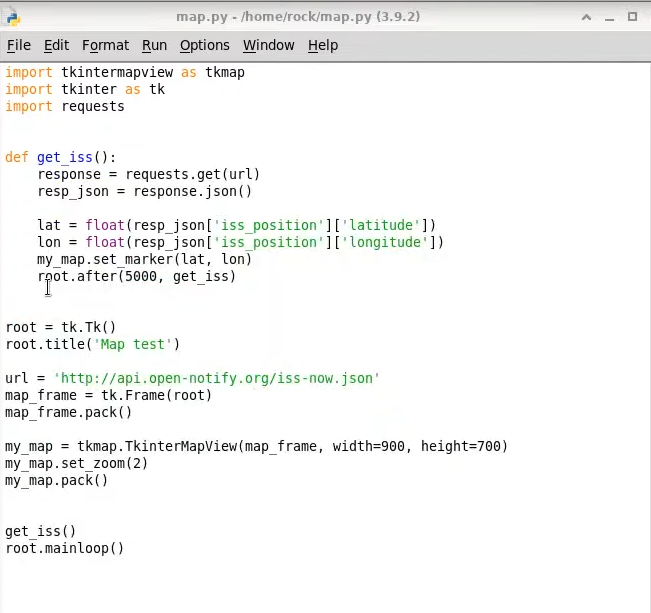 map.py - /home/rock/map.py (3.9.2)
File Edit Format Run Options Window Help
import tkintermapview as tkmap
import tkinter as tk
import requests
def get_iss():
    response = requests.get(url)
    resp_json = response.json()
    lat = float(resp_json['iss_position']['latitude'])
    lon = float(resp_json['iss_position']['longitude'])
    my_map.set_marker(lat, lon)
    root.after(5000, get_iss)
root = tk.Tk()
root.title('Map test')
url = 'http://api.open-notify.org/iss-now.json'
map_frame = tk.Frame(root)
map_frame.pack()
my_map = tkmap.TkinterMapView(map_frame, width=900, height=700)
my_map.set_zoom(2)
my_map.pack()
get_iss()
root.mainloop()